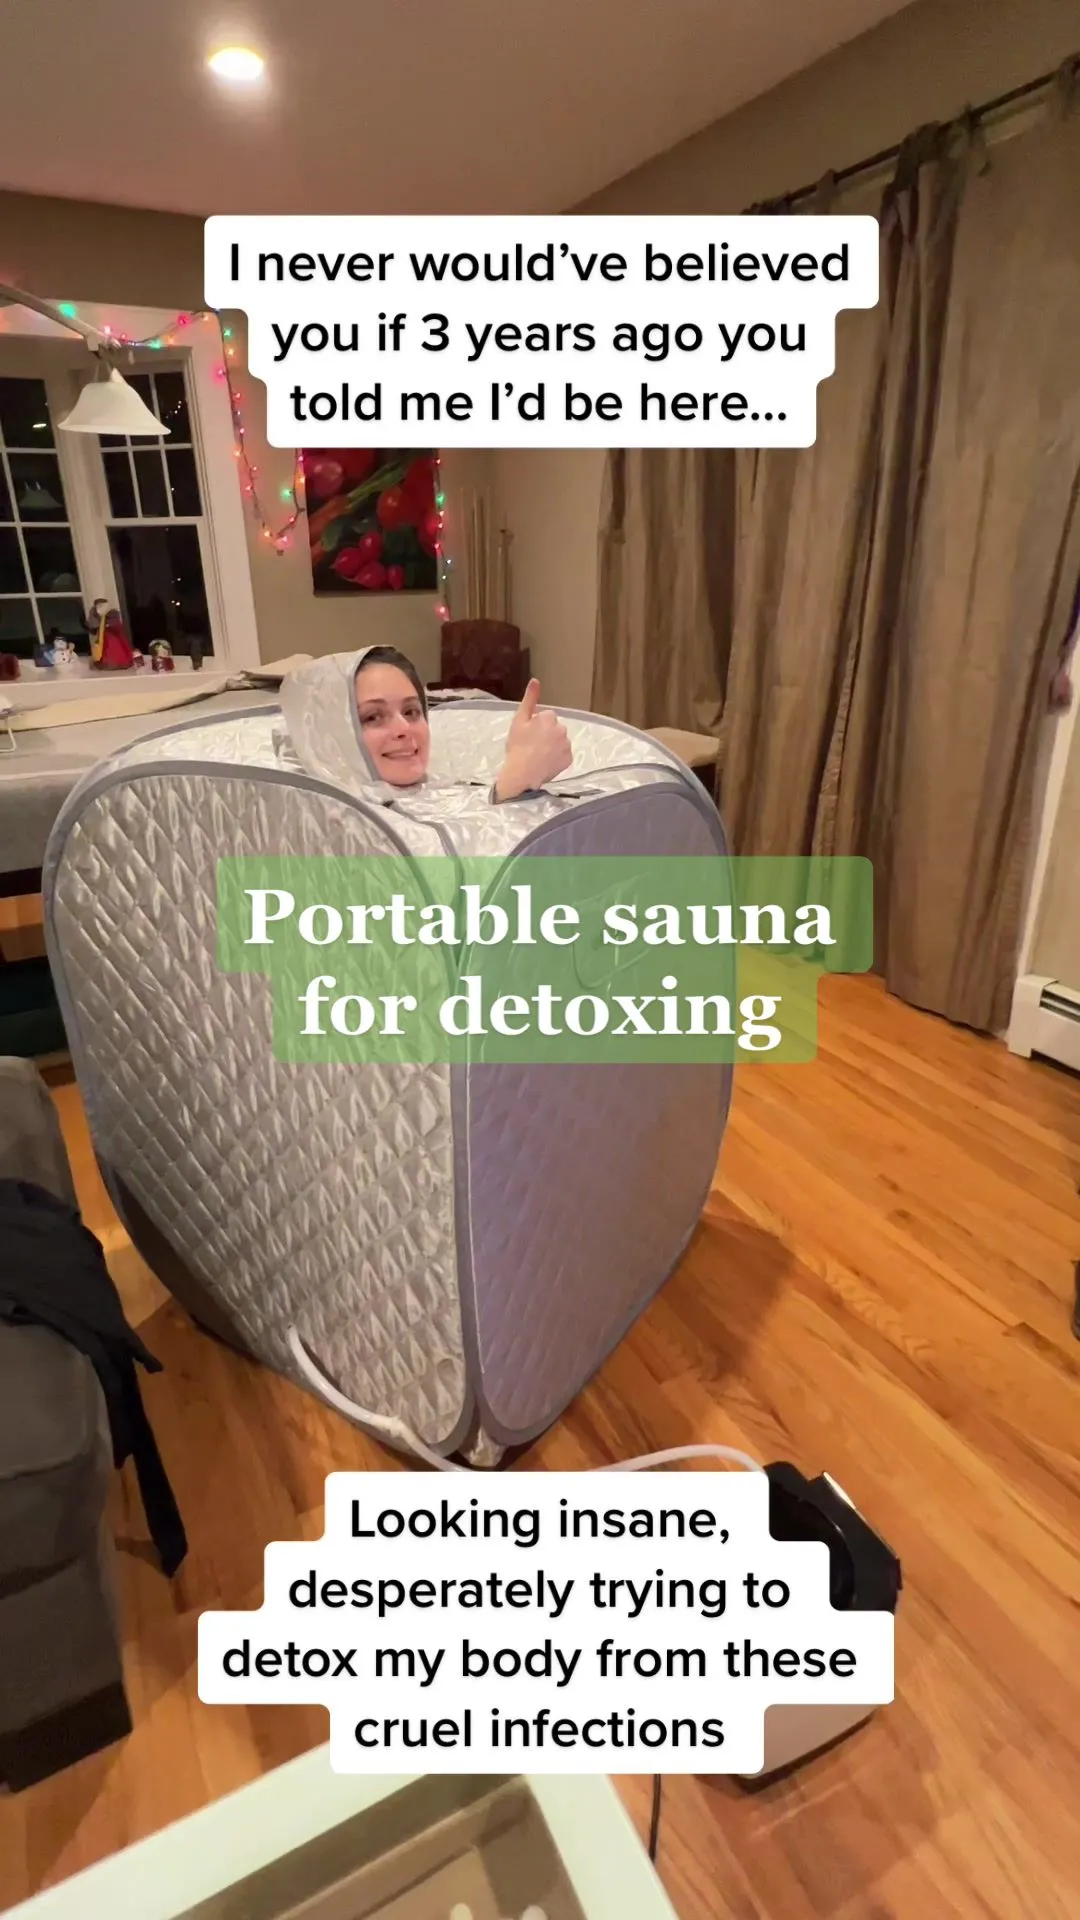 I never would’ve believed
you if 3 years ago you
told me I’d be here...
Portable sauna
for detoxing
Looking insane,
desperately trying to
detox my body from these
cruel infections